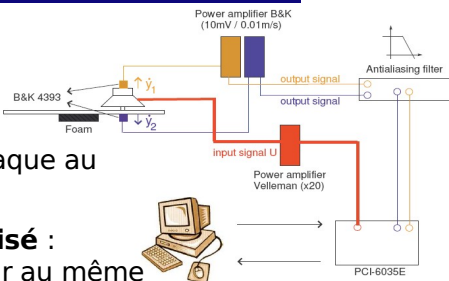 Power amplifier B&K
(10mV / 0.01m/s)
Antialiasing filter
output signal
output signal
B&K 4393
ẏ1
ẏ2
Foam
input signal U
Power amplifier
Velleman (x20)
aque au
isé :
r au même
PCI-6035E